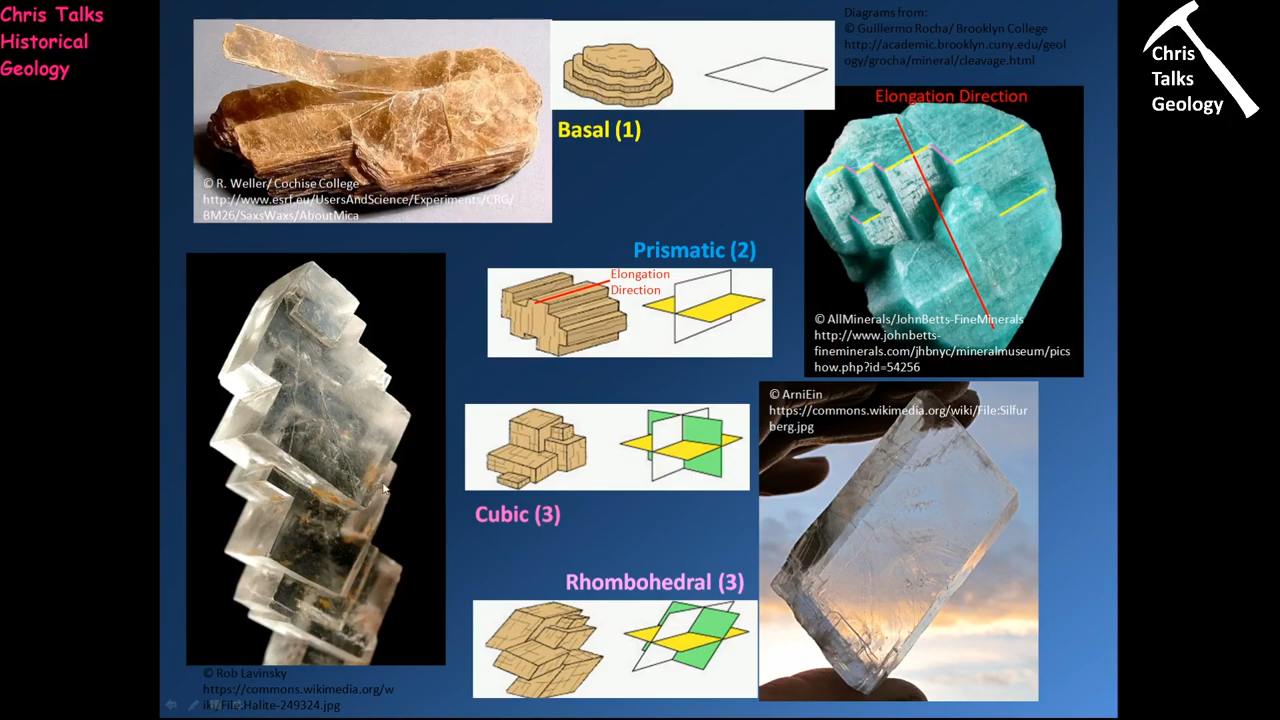 Chris Talks
Historical
Geology
Diagrams from:
© Guillermo Rocha/ Brooklyn College
http://academic.brooklyn.cuny.edu/geol
ogy/grocha/mineral/cleavage.html
Chris
Talks
Geology
Elongation Direction
Basal (1)
© R. Weller/ Cochise College
http://www.esrf.eu/UsersAndScience/Experiments/CRG/
BM26/SaxsWaxs/AboutMica
Prismatic (2)
Elongation
Direction
© AllMinerals/JohnBetts-FineMinerals
http://www.johnbetts-
fineminerals.com/jhbnyc/mineralmuseum/pics
how.php?id=54256
© ArniEin
https://commons.wikimedia.org/wiki/File:Silfur
berg.jpg
Cubic (3)
Rhombohedral (3)
© Rob Lavinsky
https://commons.wikimedia.org/w
iki/File:Halite-249324.jpg